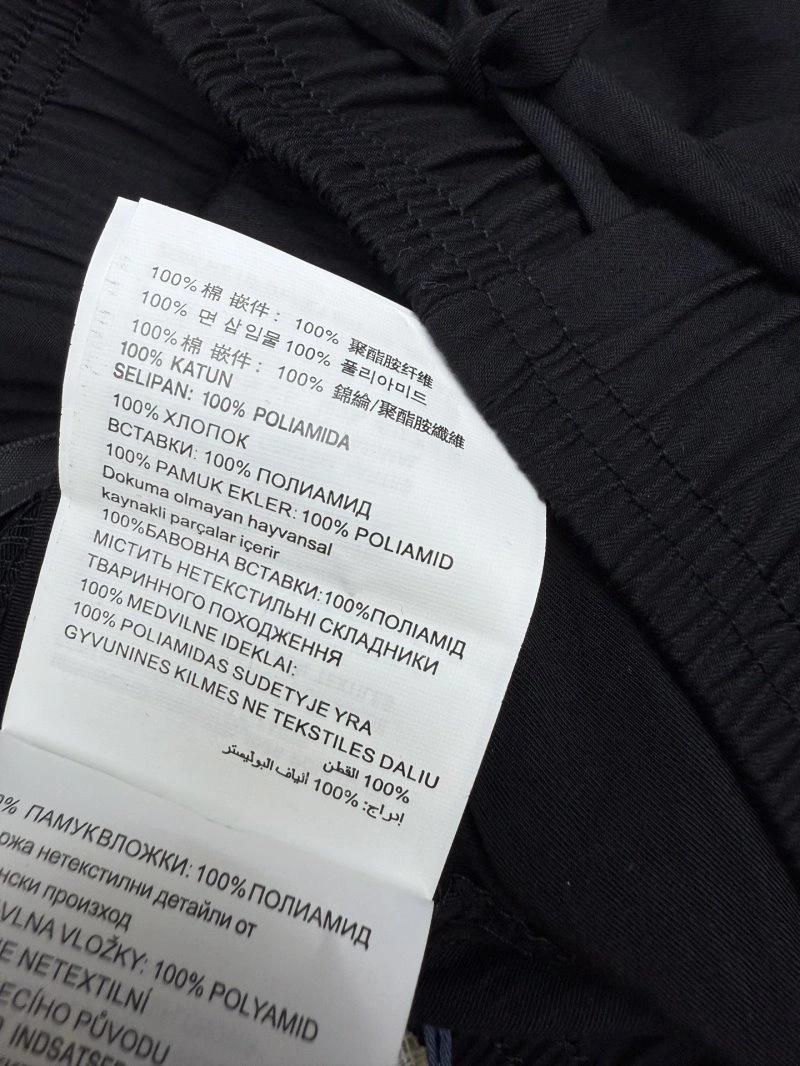 100% 棉 嵌件: 100% 聚酯胺纤维
100% 면 삽입물 100% 폴리아미드
100% 棉 嵌件: 100% 錦綸/聚酯胺纖維
100% KATUN
SELIPAN: 100% POLIAMIDA
100% ХЛОПОК
ВСТАВКИ: 100% ПОЛИАМИД
100% PAMUK EKLER: 100% POLIAMID
Dokuma olmayan hayvansal
kaynakli parçalar içerir
100%БАВОВНА ВСТАВКИ:100%ПОЛІАМІД
МІСТИТЬ НЕТЕКСТИЛЬНІ СКЛАДНИКИ
ТВАРИННОГО ПОХОДЖЕННЯ
100% MEDVILNE IDEKLAI:
100% POLIAMIDAS SUDETYJE YRA
GYVUNINES KILMES NE TEKSTILES DALIU
100% القطن
إدراج: 100% ألياف البوليمتر
% ПАМУК ВЛОЖКИ: 100% ПОЛИАМИД
нетекстилни детайли от
произход
VLOŽKY: 100% POLYAMID
NETEXTILNÍ
PŮVODU